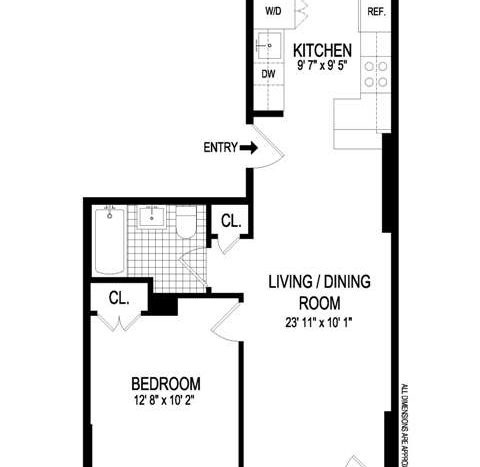 W/D
REF.
KITCHEN
9' 7" x 9' 5"
DW
ENTRY
CL.
CL.
LIVING / DINING
ROOM
23' 11" x 10' 1"
BEDROOM
12' 8" x 10' 2"
ALL DIMENSIONS ARE APPRO